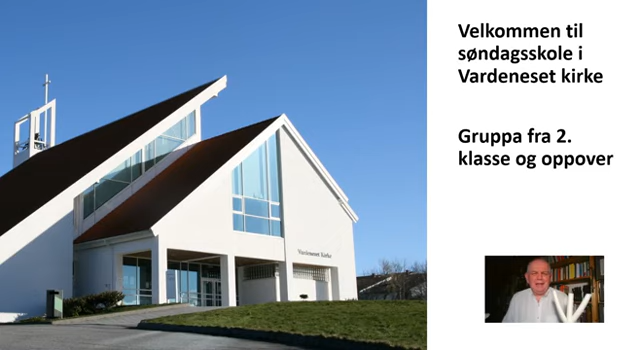 Velkommen til
søndagsskole i
Vardeneset kirke
Gruppa fra 2.
klasse og oppover
Vardeneset Kirke